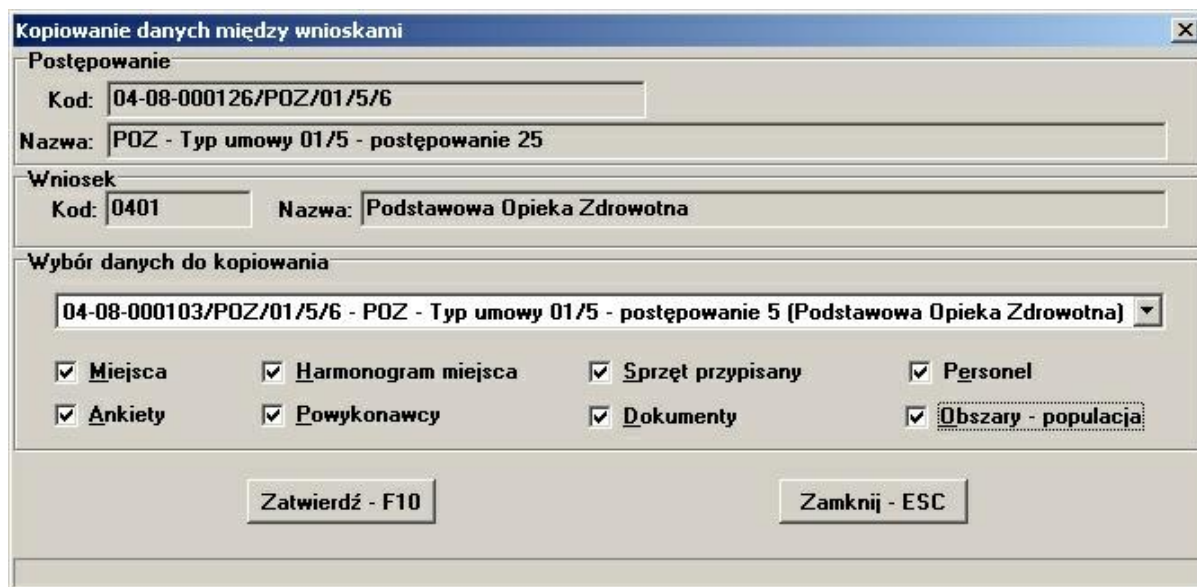 Kopiowanie danych między wnioskami
Postępowanie
Kod: 04-08-000126/POZ/01/5/6
Nazwa: POZ - Typ umowy 01/5 - postępowanie 25
Wniosek
Kod: 0401 Nazwa: Podstawowa Opieka Zdrowotna
Wybór danych do kopiowania
04-08-000103/POZ/01/5/6 - POZ - Typ umowy 01/5 - postępowanie 5 (Podstawowa Opieka Zdrowotna)
Miejsca Harmonogram miejsca Sprzęt przypisany Personel
Ankiety Powykonawcy Dokumenty Obszary - populacja
Zatwierdź - F10 Zamknij - ESC